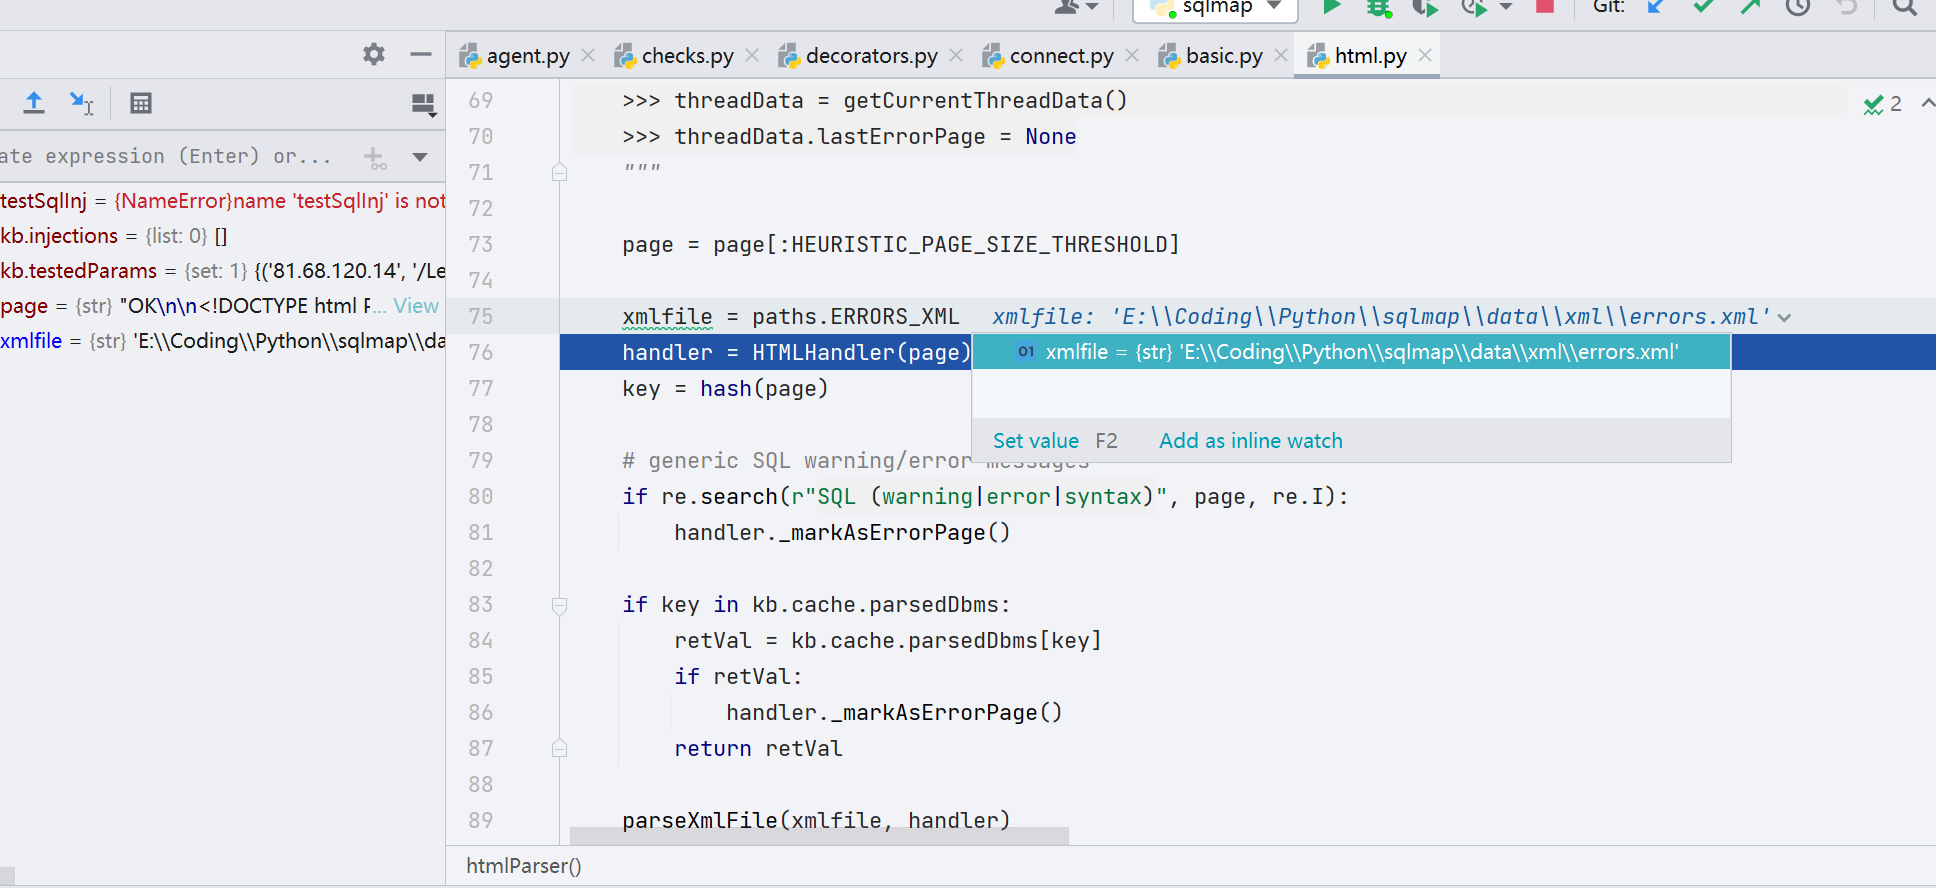 sqlmap
Git:
agent.py
checks.py
decorators.py
connect.py
basic.py
html.py
ate expression (Enter) or...
testSqlInj = {NameError}name 'testSqlInj' is not
kb.injections = {list: 0} []
kb.testedParams = {set: 1} {('81.68.120.14', '/Le
page = {str} "OK\n\n<!DOCTYPE html P... View
xmlfile = {str} 'E:\\Coding\\Python\\sqlmap\\da
69 >>> threadData = getCurrentThreadData()
2
70 >>> threadData.lastErrorPage = None
71 """
72
73 page = page[:HEURISTIC_PAGE_SIZE_THRESHOLD]
74
75 xmlfile = paths.ERRORS_XML xmlfile: 'E:\\Coding\\Python\\sqlmap\\data\\xml\\errors.xml'
76 handler = HTMLHandler(page)
01 xmlfile = {str} 'E:\\Coding\\Python\\sqlmap\\data\\xml\\errors.xml'
77 key = hash(page)
78
Set value F2 Add as inline watch
79 # generic SQL warning/error messages
80 if re.search(r"SQL (warning|error|syntax)", page, re.I):
81 handler._markAsErrorPage()
82
83 if key in kb.cache.parsedDbms:
84 retVal = kb.cache.parsedDbms[key]
85 if retVal:
86 handler._markAsErrorPage()
87 return retVal
88
89 parseXmlFile(xmlfile, handler)
htmlParser()